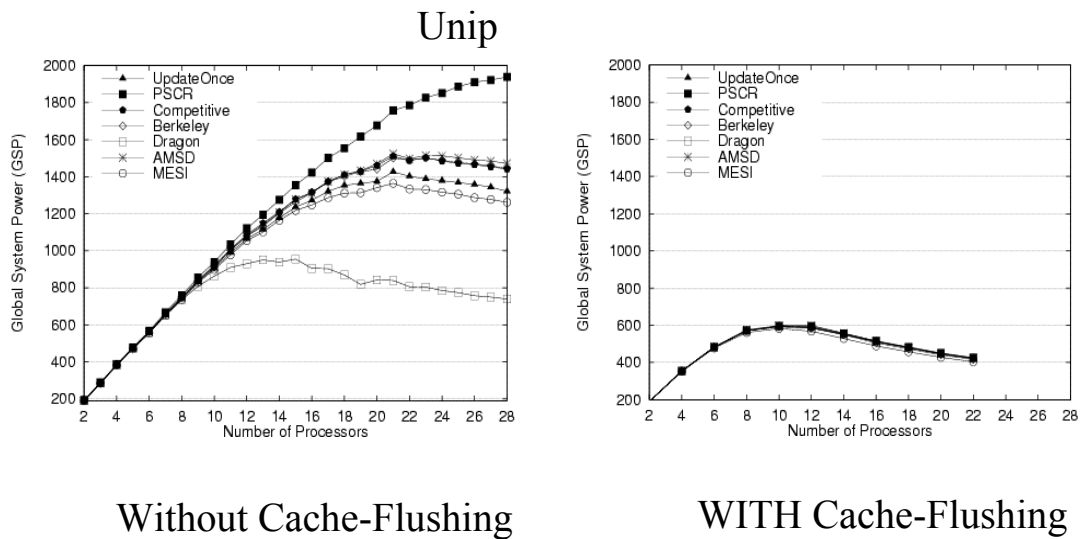 Unip
2000
1800
1600
1400
1200
1000
800
600
400
200
Global System Power (GSP)
UpdateOnce
PSCR
Competitive
Berkeley
Dragon
AMSD
MESI
2 4 6 8 10 12 14 16 18 20 22 24 26 28
Number of Processors
Without Cache-Flushing
2000
1800
1600
1400
1200
1000
800
600
400
200
Global System Power (GSP)
UpdateOnce
PSCR
Competitive
Berkeley
Dragon
AMSD
MESI
2 4 6 8 10 12 14 16 18 20 22 24 26 28
Number of Processors
WITH Cache-Flushing